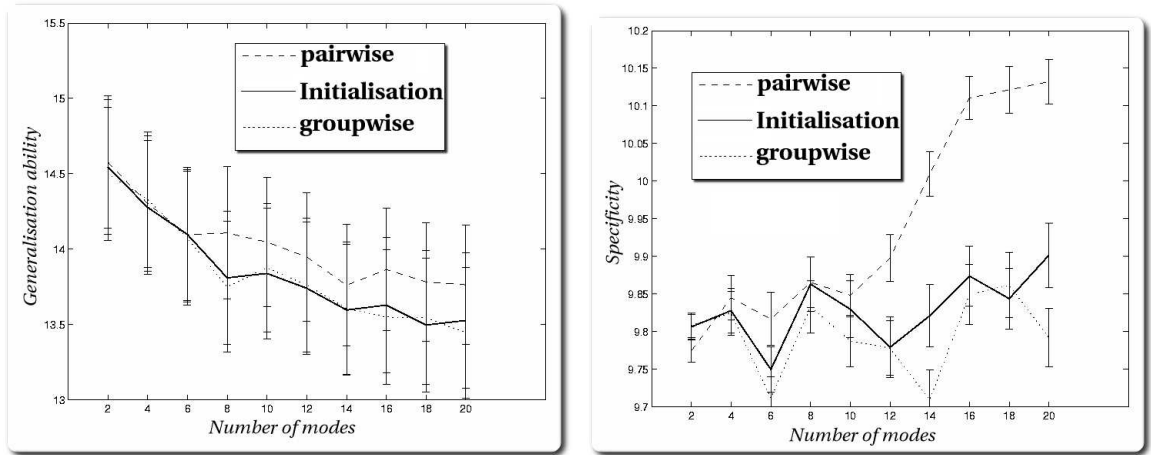 15.5
15
14.5
14
13.5
13
Generalisation ability
pairwise
Initialisation
groupwise
2 4 6 8 10 12 14 16 18 20
Number of modes
10.2
10.15
10.1
10.05
10
9.95
9.9
9.85
9.8
9.75
9.7
Specificity
pairwise
Initialisation
groupwise
2 4 6 8 10 12 14 16 18 20
Number of modes